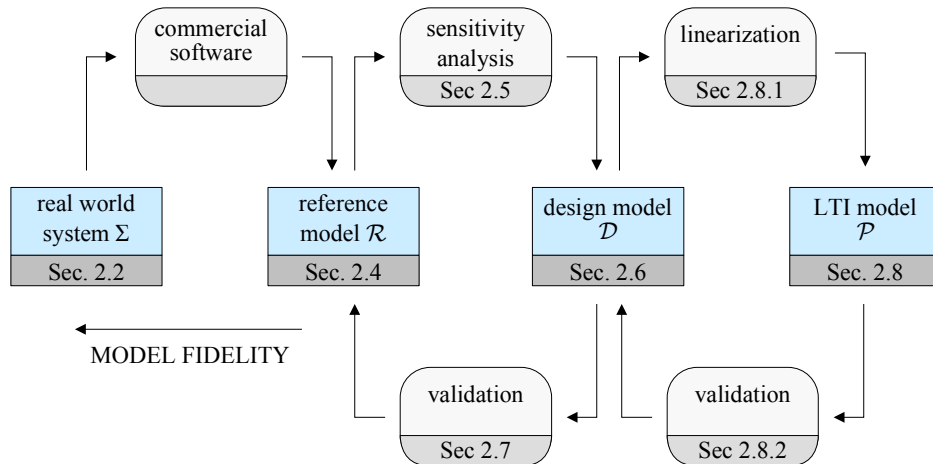 commercial
software
sensitivity
analysis
Sec 2.5
linearization
Sec 2.8.1
real world
system Σ
Sec. 2.2
reference
model ℛ
Sec. 2.4
design model
𝒟
Sec. 2.6
LTI model
𝒫
Sec. 2.8
MODEL FIDELITY
validation
Sec 2.7
validation
Sec 2.8.2